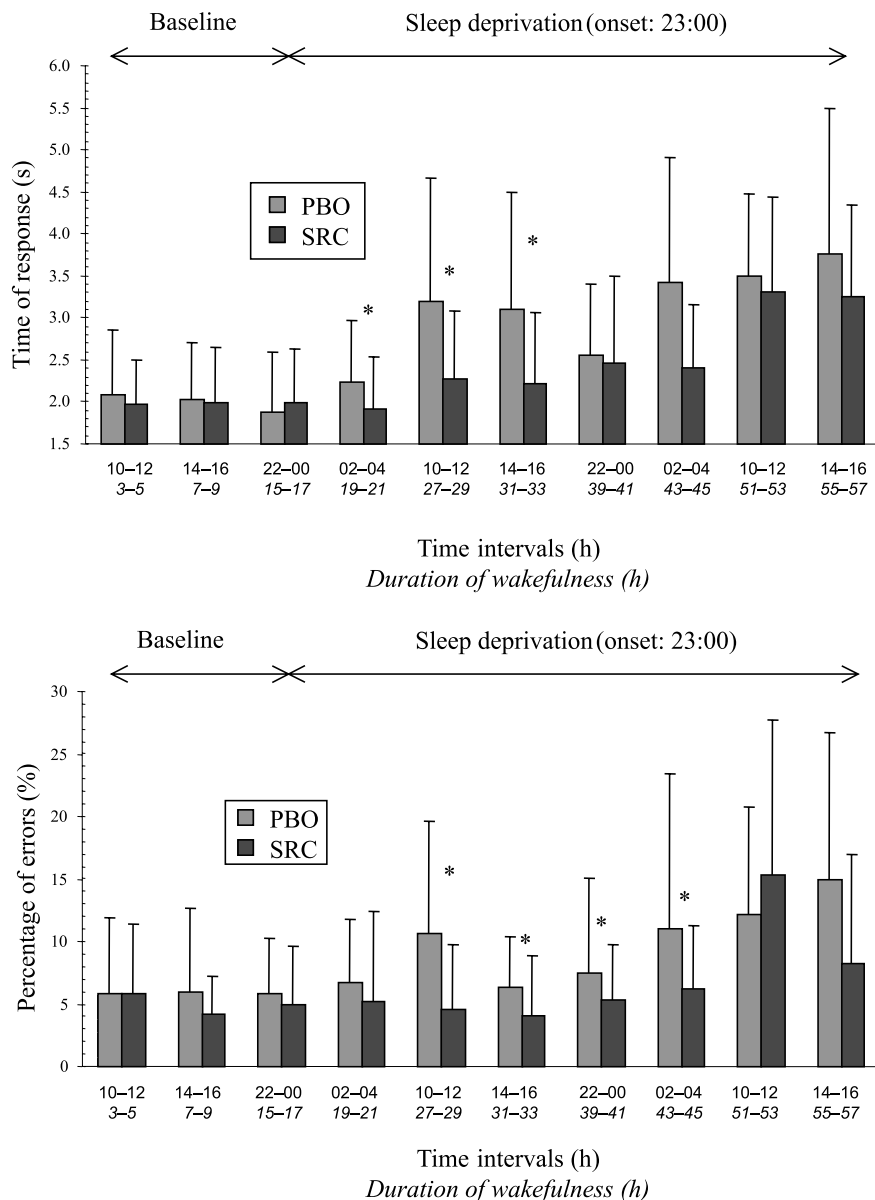 Baseline Sleep deprivation (onset: 23:00)
6.0
5.5
5.0
4.5
4.0
3.5
3.0
2.5
2.0
1.5
Time of response (s)
PBO
SRC
*
*
*
10–12 14–16 22–00 02–04 10–12 14–16 22–00 02–04 10–12 14–16
3–5 7–9 15–17 19–21 27–29 31–33 39–41 43–45 51–53 55–57
Time intervals (h)
Duration of wakefulness (h)
Baseline Sleep deprivation (onset: 23:00)
30
25
20
15
10
5
0
Percentage of errors (%)
PBO
SRC
*
*
*
*
10–12 14–16 22–00 02–04 10–12 14–16 22–00 02–04 10–12 14–16
3–5 7–9 15–17 19–21 27–29 31–33 39–41 43–45 51–53 55–57
Time intervals (h)
Duration of wakefulness (h)